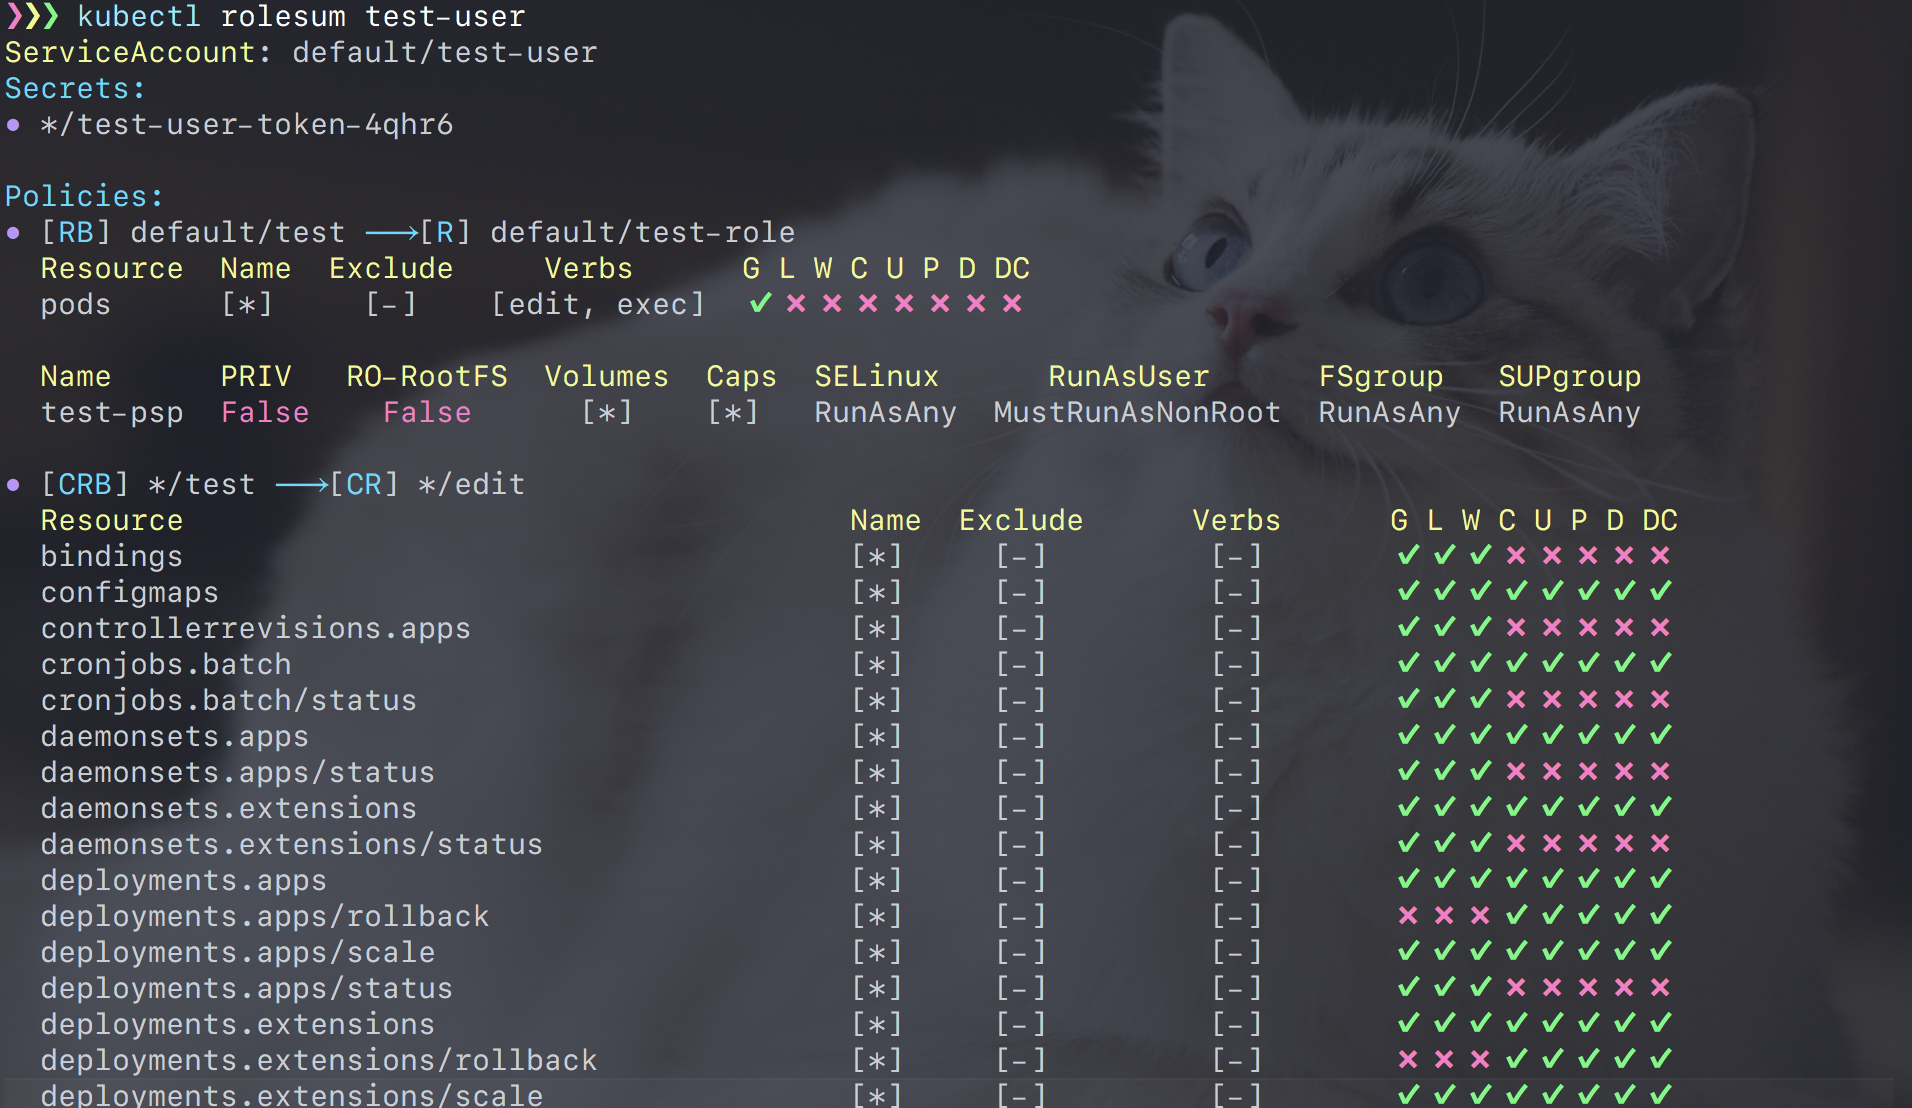 ❯❯❯ kubectl rolesum test-user
ServiceAccount: default/test-user
Secrets:
• */test-user-token-4qhr6
Policies:
• [RB] default/test ⟶[R] default/test-role
Resource Name Exclude Verbs G L W C U P D DC
pods [*] [-] [edit, exec] ✓ ✕ ✕ ✕ ✕ ✕ ✕ ✕
Name PRIV RO-RootFS Volumes Caps SELinux RunAsUser FSgroup SUPgroup
test-psp False False [*] [*] RunAsAny MustRunAsNonRoot RunAsAny RunAsAny
• [CRB] */test ⟶[CR] */edit
Resource Name Exclude Verbs G L W C U P D DC
bindings [*] [-] [-] ✓ ✓ ✓ ✕ ✕ ✕ ✕ ✕
configmaps [*] [-] [-] ✓ ✓ ✓ ✓ ✓ ✓ ✓ ✓
controllerrevisions.apps [*] [-] [-] ✓ ✓ ✓ ✕ ✕ ✕ ✕ ✕
cronjobs.batch [*] [-] [-] ✓ ✓ ✓ ✓ ✓ ✓ ✓ ✓
cronjobs.batch/status [*] [-] [-] ✓ ✓ ✓ ✕ ✕ ✕ ✕ ✕
daemonsets.apps [*] [-] [-] ✓ ✓ ✓ ✓ ✓ ✓ ✓ ✓
daemonsets.apps/status [*] [-] [-] ✓ ✓ ✓ ✕ ✕ ✕ ✕ ✕
daemonsets.extensions [*] [-] [-] ✓ ✓ ✓ ✓ ✓ ✓ ✓ ✓
daemonsets.extensions/status [*] [-] [-] ✓ ✓ ✓ ✕ ✕ ✕ ✕ ✕
deployments.apps [*] [-] [-] ✓ ✓ ✓ ✓ ✓ ✓ ✓ ✓
deployments.apps/rollback [*] [-] [-] ✕ ✕ ✕ ✓ ✓ ✓ ✓ ✓
deployments.apps/scale [*] [-] [-] ✓ ✓ ✓ ✓ ✓ ✓ ✓ ✓
deployments.apps/status [*] [-] [-] ✓ ✓ ✓ ✕ ✕ ✕ ✕ ✕
deployments.extensions [*] [-] [-] ✓ ✓ ✓ ✓ ✓ ✓ ✓ ✓
deployments.extensions/rollback [*] [-] [-] ✕ ✕ ✕ ✓ ✓ ✓ ✓ ✓
deployments.extensions/scale [*] [-] [-] ✓ ✓ ✓ ✓ ✓ ✓ ✓ ✓